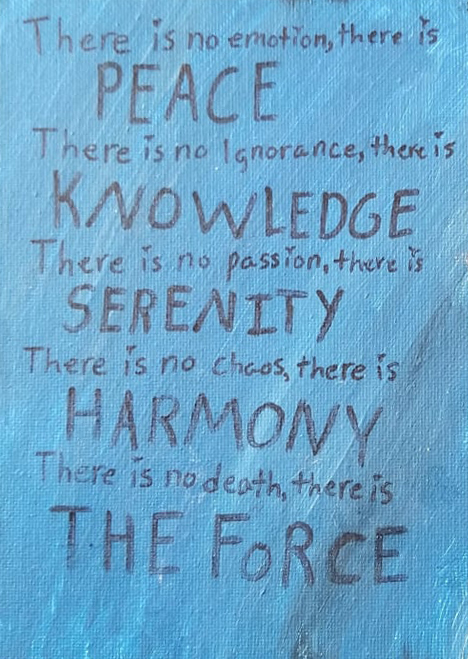 There is no emotion, there is
PEACE
There is no Ignorance, there is
KNOWLEDGE
There is no passion, there is
SERENITY
There is no chaos, there is
HARMONY
There is no death, there is
THE FoRCE